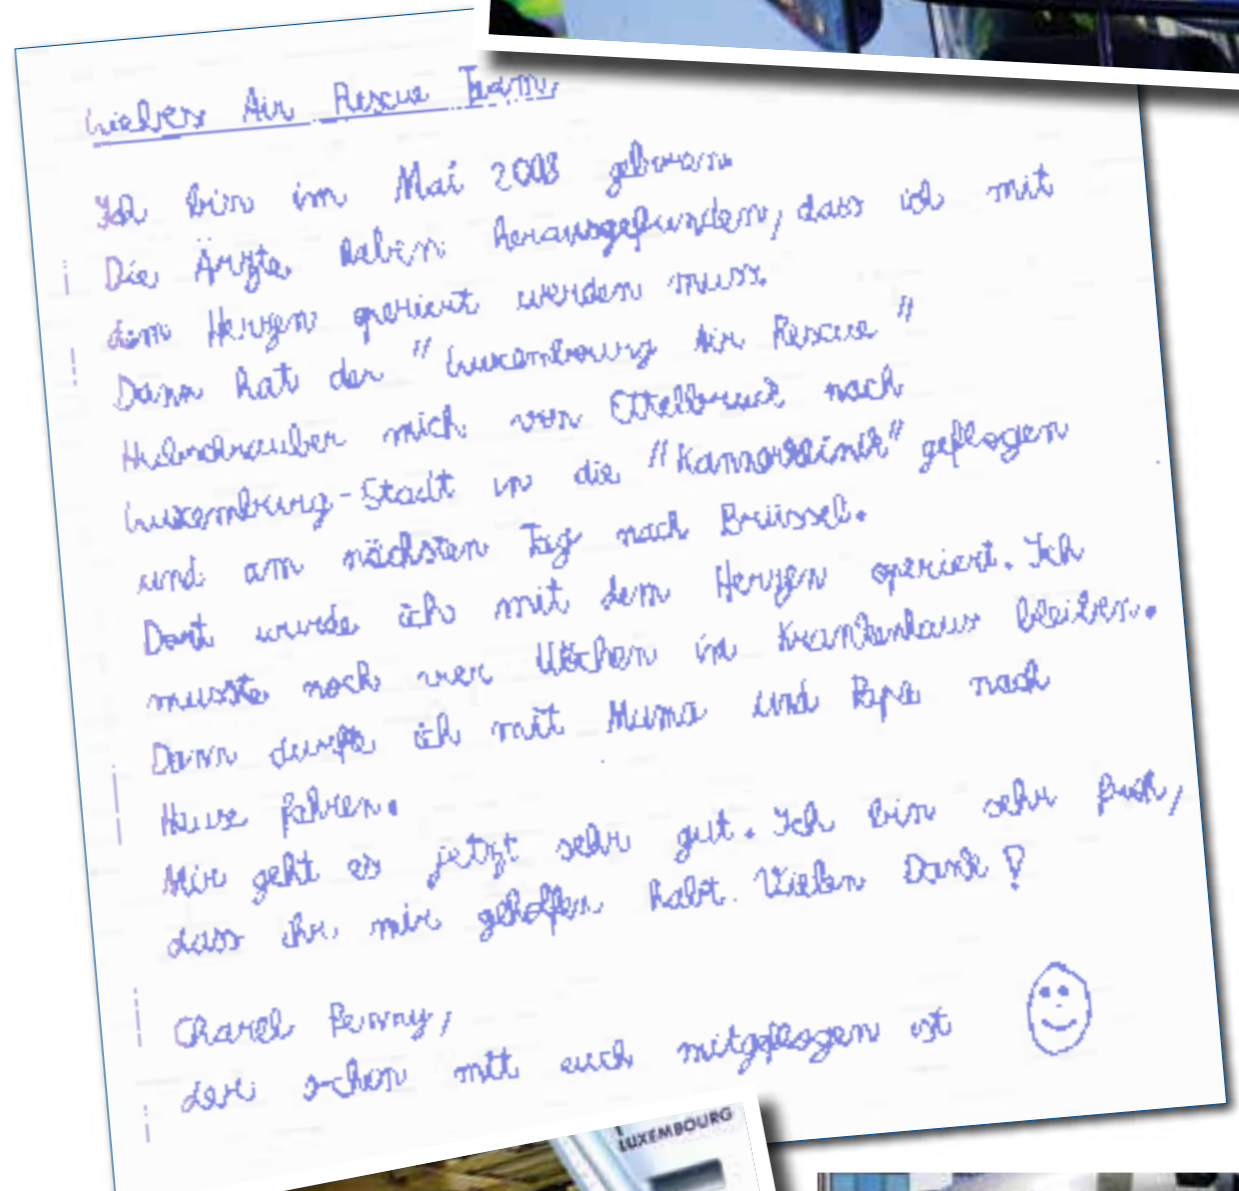 Liebes Air Rescue Team,
Ich bin im Mai 2008 geboren
Die Ärzte haben herausgefunden, dass ich mit
dem Herzen operiert werden muss.
Dann hat der "Luxembourg Air Rescue"
Hubschrauber mich von Ettelbruck nach
Luxemburg-Stadt in die "Kannerklinik" geflogen
und am nächsten Tag nach Brüssel.
Dort wurde ich mit dem Herzen operiert. Ich
musste noch vier Wochen im Krankenhaus bleiben.
Dann durfte ich mit Mama und Papa nach
Hause fahren.
Mir geht es jetzt sehr gut. Ich bin sehr froh,
dass ihr mir geholfen habt. Vielen Dank!
Charel Penny,
der schon mit euch mitgeflogen ist
LUXEMBOURG